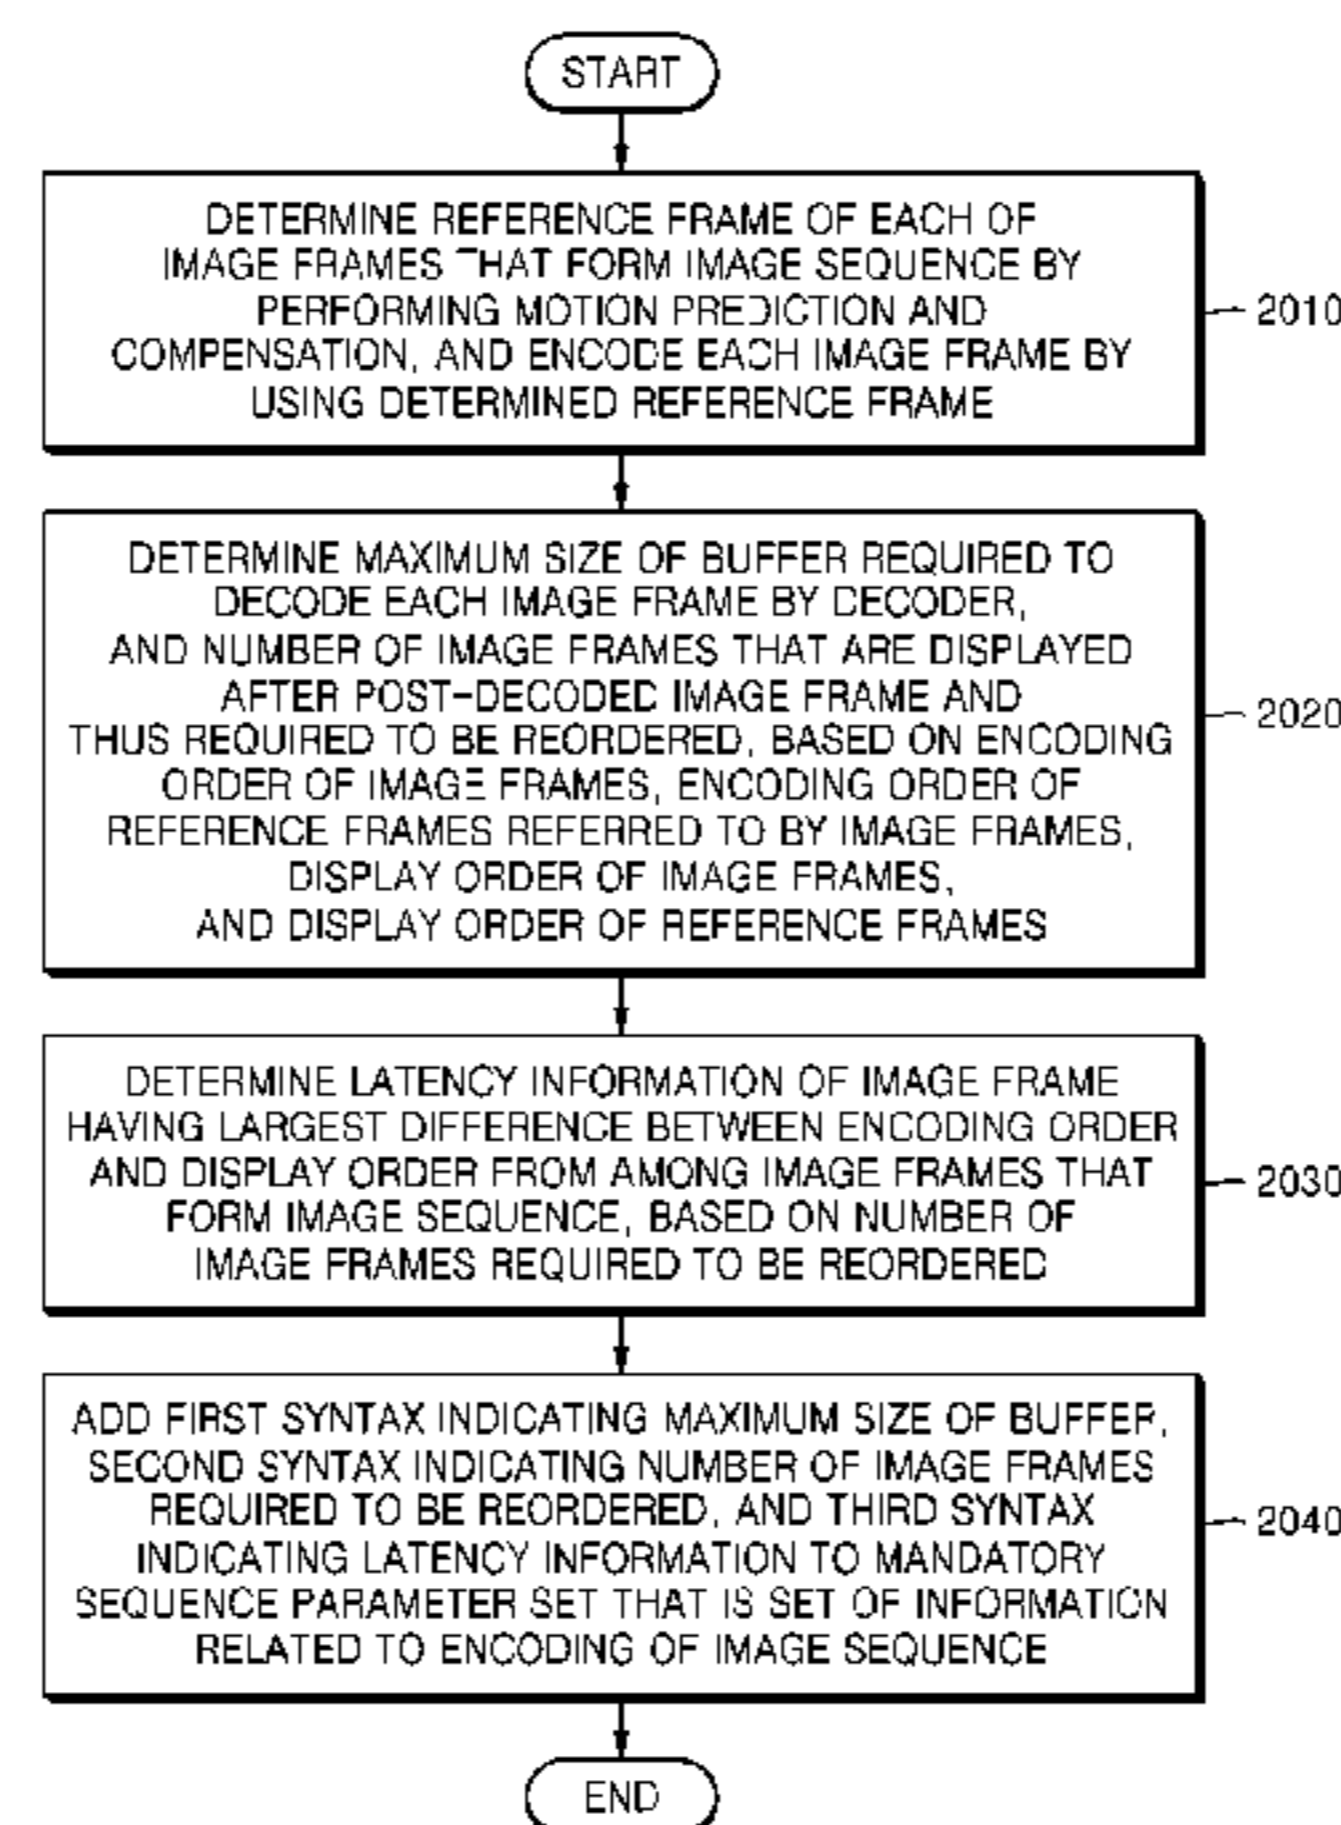 START
DETERMINE REFERENCE FRAME OF EACH OF
IMAGE FRAMES THAT FORM IMAGE SEQUENCE BY
PERFORMING MOTION PREDICTION AND
COMPENSATION, AND ENCODE EACH IMAGE FRAME BY
USING DETERMINED REFERENCE FRAME
2010
DETERMINE MAXIMUM SIZE OF BUFFER REQUIRED TO
DECODE EACH IMAGE FRAME BY DECODER,
AND NUMBER OF IMAGE FRAMES THAT ARE DISPLAYED
AFTER POST-DECODED IMAGE FRAME AND
THUS REQUIRED TO BE REORDERED, BASED ON ENCODING
ORDER OF IMAGE FRAMES, ENCODING ORDER OF
REFERENCE FRAMES REFERRED TO BY IMAGE FRAMES,
DISPLAY ORDER OF IMAGE FRAMES,
AND DISPLAY ORDER OF REFERENCE FRAMES
2020
DETERMINE LATENCY INFORMATION OF IMAGE FRAME
HAVING LARGEST DIFFERENCE BETWEEN ENCODING ORDER
AND DISPLAY ORDER FROM AMONG IMAGE FRAMES THAT
FORM IMAGE SEQUENCE, BASED ON NUMBER OF
IMAGE FRAMES REQUIRED TO BE REORDERED
2030
ADD FIRST SYNTAX INDICATING MAXIMUM SIZE OF BUFFER,
SECOND SYNTAX INDICATING NUMBER OF IMAGE FRAMES
REQUIRED TO BE REORDERED, AND THIRD SYNTAX
INDICATING LATENCY INFORMATION TO MANDATORY
SEQUENCE PARAMETER SET THAT IS SET OF INFORMATION
RELATED TO ENCODING OF IMAGE SEQUENCE
2040
END